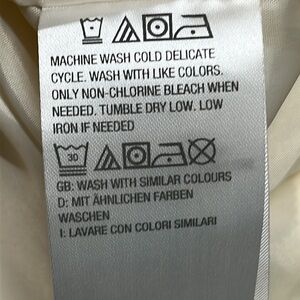 MACHINE WASH COLD DELICATE
CYCLE. WASH WITH LIKE COLORS.
ONLY NON-CHLORINE BLEACH WHEN
NEEDED. TUMBLE DRY LOW. LOW
IRON IF NEEDED
30
GB: WASH WITH SIMILAR COLOURS
D: MIT ÄHNLICHEN FARBEN
WASCHEN
I: LAVARE CON COLORI SIMILARI